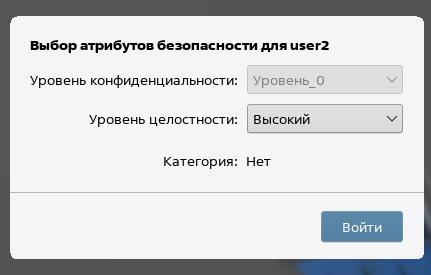 Выбор атрибутов безопасности для user2
Уровень конфиденциальности: Уровень_0
Уровень целостности: Высокий
Категория: Нет
Войти